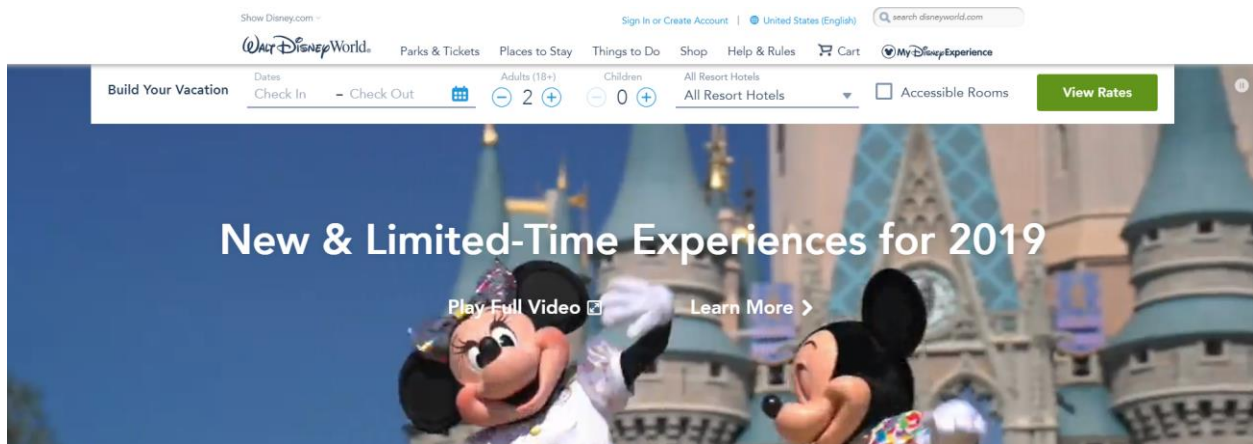 Show Disney.com
Sign In or Create Account | United States (English)
search disneyworld.com
Walt Disney World.
Parks & Tickets
Places to Stay
Things to Do
Shop
Help & Rules
Cart
My Disney Experience
Build Your Vacation
Dates
Check In – Check Out
Adults (18+)
2
Children
0
All Resort Hotels
All Resort Hotels
Accessible Rooms
View Rates
New & Limited-Time Experiences for 2019
Play Full Video
Learn More